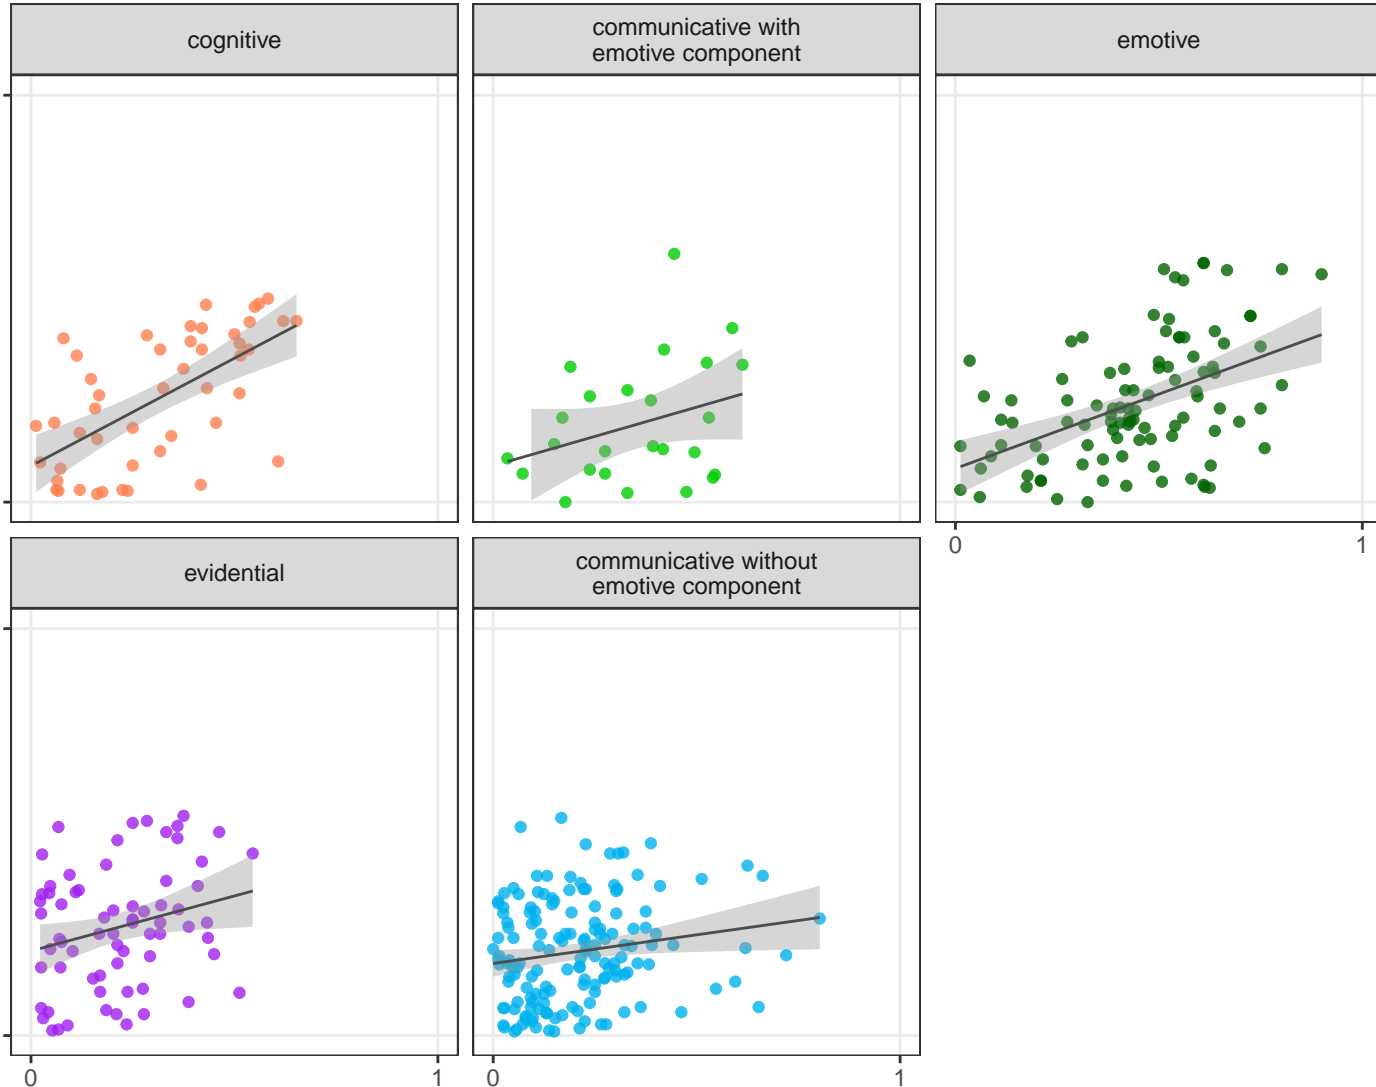 cognitive
communicative with
emotive component
emotive
0
1
evidential
communicative without
emotive component
0
1
0
1